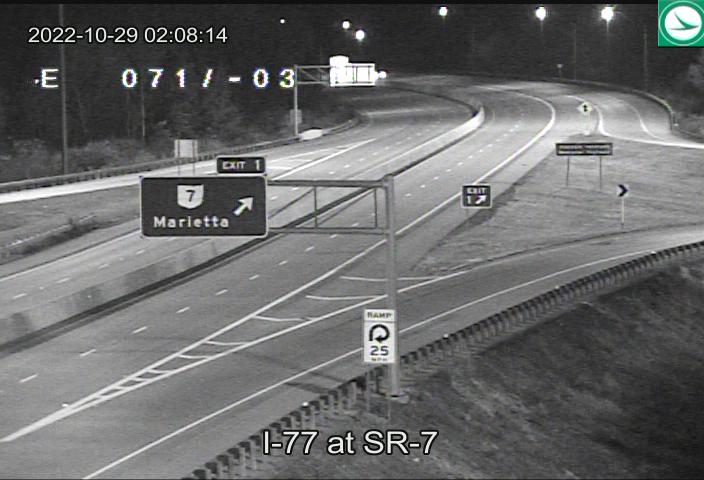 2022-10-29 02:08:14
E 071/-03
EXIT 1
7
Marietta
EXIT
1
RAMP
25
MPH
I-77 at SR-7